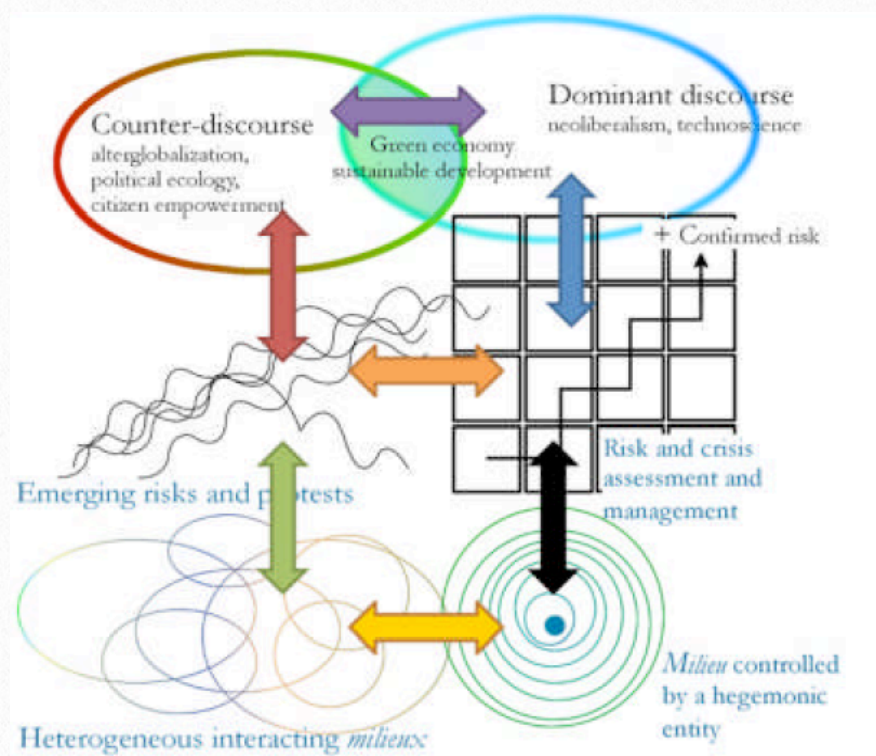 Counter-discourse
alterglobalization,
political ecology,
citizen empowerment
Green economy
sustainable development
Dominant discourse
neoliberalism, technoscience
+ Confirmed risk
Emerging risks and protests
Risk and crisis
assessment and
management
Heterogeneous interacting milieux
Milieu controlled
by a hegemonic
entity